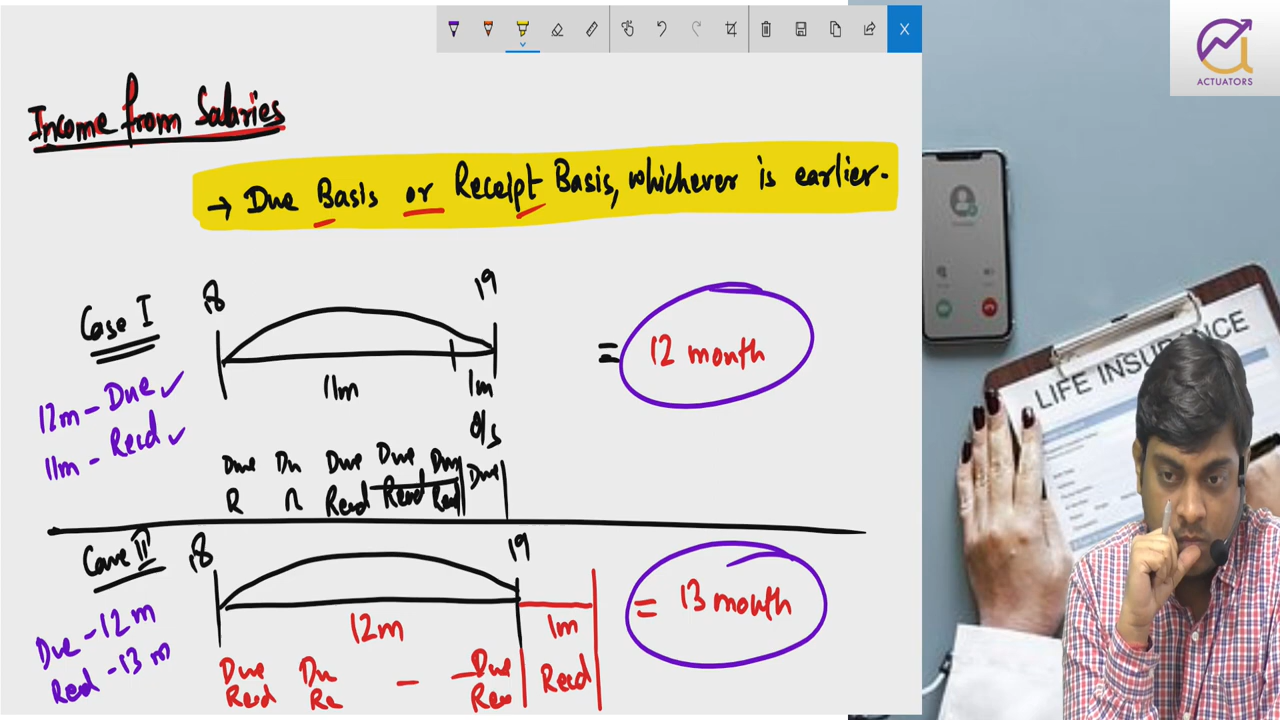 ACTUATORS
Income from Salaries
→ Due Basis or Receipt Basis, whichever is earlier.
18 19
Case I
11m 1m
= 12 month
12m - Due ✓
11m - Recd ✓
O/s
Due Du Due Due Due Due
R R Recd Recd Recd
LIFE INSURANCE
Case II
18 19
12m 1m
= 13 month
Due - 12 m
Recd - 13 m
Due Du - Due Recd
Recd Re Rec